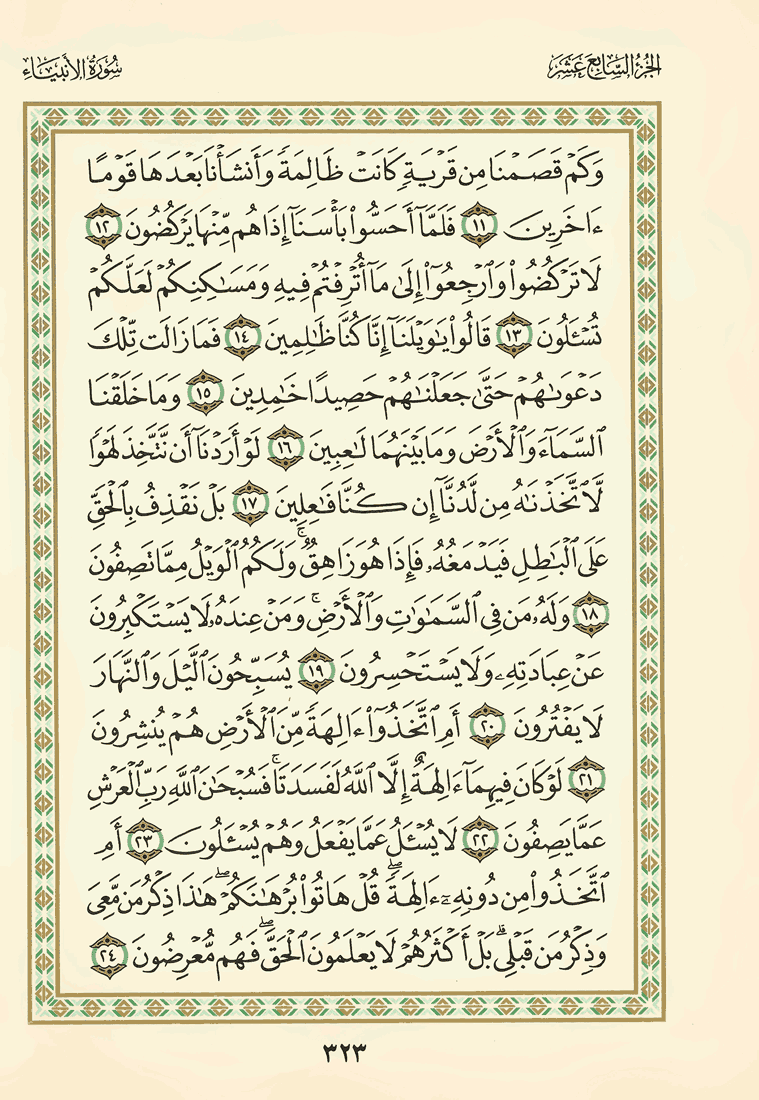 الجزء السابع عشر
سورة الأنبياء
وَكَمْ قَصَمْنَا مِن قَرْيَةٍ كَانَتْ ظَالِمَةً وَأَنشَأْنَا بَعْدَهَا قَوْمًا
ءَاخَرِينَ ١١ فَلَمَّآ أَحَسُّوا۟ بَأْسَنَآ إِذَا هُم مِّنْهَا يَرْكُضُونَ ١٢
لَا تَرْكُضُوا۟ وَٱرْجِعُوٓا۟ إِلَىٰ مَآ أُتْرِفْتُمْ فِيهِ وَمَسَـٰكِنِكُمْ لَعَلَّكُمْ
تُسْـَٔلُونَ ١٣ قَالُوا۟ يَـٰوَيْلَنَآ إِنَّا كُنَّا ظَـٰلِمِينَ ١٤ فَمَا زَالَت تِّلْكَ
دَعْوَىٰهُمْ حَتَّىٰ جَعَلْنَـٰهُمْ حَصِيدًا خَـٰمِدِينَ ١٥ وَمَا خَلَقْنَا
ٱلسَّمَآءَ وَٱلْأَرْضَ وَمَا بَيْنَهُمَا لَـٰعِبِينَ ١٦ لَوْ أَرَدْنَآ أَن نَّتَّخِذَ لَهْوًا
لَّٱتَّخَذْنَـٰهُ مِن لَّدُنَّآ إِن كُنَّا فَـٰعِلِينَ ١٧ بَلْ نَقْذِفُ بِٱلْحَقِّ
عَلَى ٱلْبَـٰطِلِ فَيَدْمَغُهُۥ فَإِذَا هُوَ زَاهِقٌ ۚ وَلَكُمُ ٱلْوَيْلُ مِمَّا تَصِفُونَ
١٨ وَلَهُۥ مَن فِى ٱلسَّمَـٰوَٰتِ وَٱلْأَرْضِ ۚ وَمَنْ عِندَهُۥ لَا يَسْتَكْبِرُونَ
عَنْ عِبَادَتِهِۦ وَلَا يَسْتَحْسِرُونَ ١٩ يُسَبِّحُونَ ٱلَّيْلَ وَٱلنَّهَارَ
لَا يَفْتُرُونَ ٢٠ أَمِ ٱتَّخَذُوٓا۟ ءَالِهَةً مِّنَ ٱلْأَرْضِ هُمْ يُنشِرُونَ
٢١ لَوْ كَانَ فِيهِمَآ ءَالِهَةٌ إِلَّا ٱللَّهُ لَفَسَدَتَا ۚ فَسُبْحَـٰنَ ٱللَّهِ رَبِّ ٱلْعَرْشِ
عَمَّا يَصِفُونَ ٢٢ لَا يُسْـَٔلُ عَمَّا يَفْعَلُ وَهُمْ يُسْـَٔلُونَ ٢٣ أَمِ
ٱتَّخَذُوا۟ مِن دُونِهِۦٓ ءَالِهَةً ۖ قُلْ هَاتُوا۟ بُرْهَـٰنَكُمْ ۖ هَـٰذَا ذِكْرُ مَن مَّعِىَ
وَذِكْرُ مَن قَبْلِى ۗ بَلْ أَكْثَرُهُمْ لَا يَعْلَمُونَ ٱلْحَقَّ ۖ فَهُم مُّعْرِضُونَ ٢٤
٣٢٣